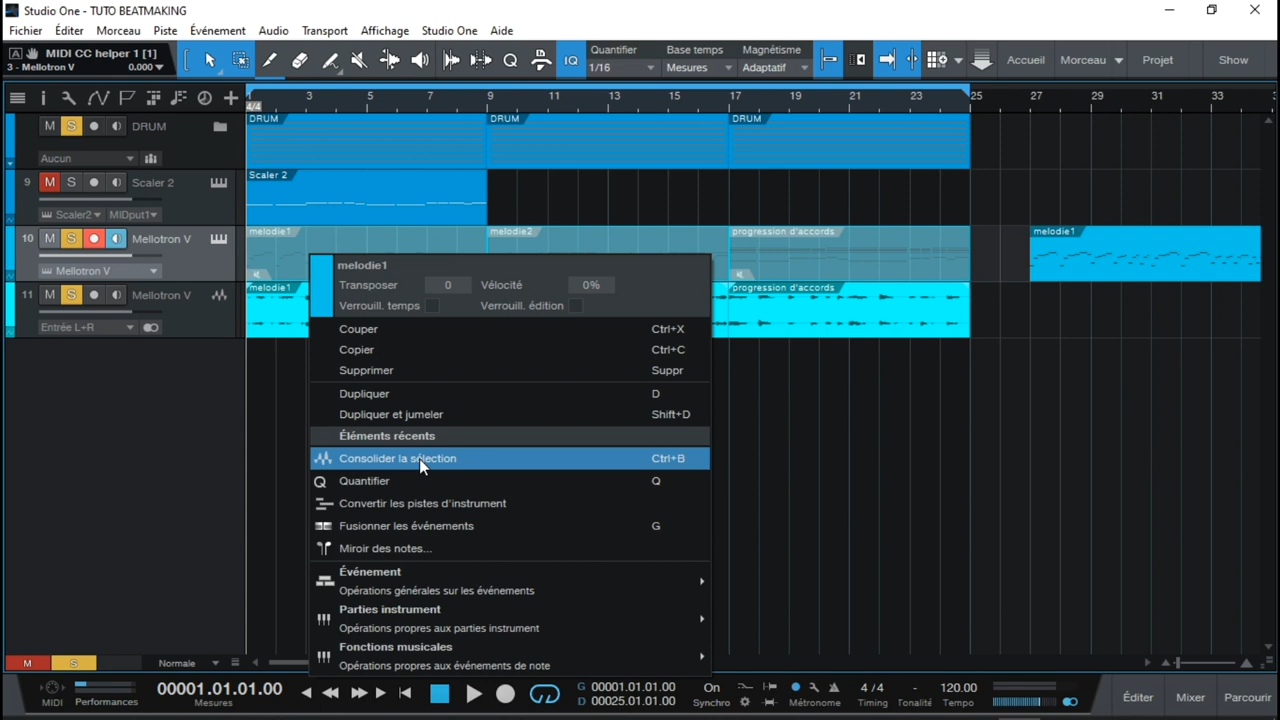 Studio One - TUTO BEATMAKING
Fichier Éditer Morceau Piste Événement Audio Transport Affichage Studio One Aide
A MIDI CC helper 1 [1]
3 - Mellotron V 0.000
IQ
Quantifier Base temps Magnétisme
1/16 Mesures Adaptatif
Accueil Morceau Projet Show
3 5 7 9 11 13 15 17 19 21 23 25 27 29 31 33
4/4
M S DRUM
Aucun
DRUM DRUM DRUM
9 M S Scaler 2
Scaler2 MIDput1
Scaler 2
10 M S Mellotron V
Mellotron V
melodie1 melodie2 progression d'accords melodie1
11 M S Mellotron V
Entrée L+R
melodie1 progression d'accords
melodie1
Transposer 0 Vélocité 0%
Verrouill. temps Verrouill. édition
Couper Ctrl+X
Copier Ctrl+C
Supprimer Suppr
Dupliquer D
Dupliquer et jumeler Shift+D
Éléments récents
Consolider la sélection Ctrl+B
Quantifier Q
Convertir les pistes d'instrument
Fusionner les événements G
Miroir des notes...
Événement
Opérations générales sur les événements
Parties instrument
Opérations propres aux parties instrument
Fonctions musicales
Opérations propres aux événements de note
M S Normale
MIDI Performances
00001.01.01.00
Mesures
G 00001.01.01.00
D 00025.01.01.00
On
Synchro
Métronome
4 / 4
Timing
-
Tonalité
120.00
Tempo
Éditer Mixer Parcourir